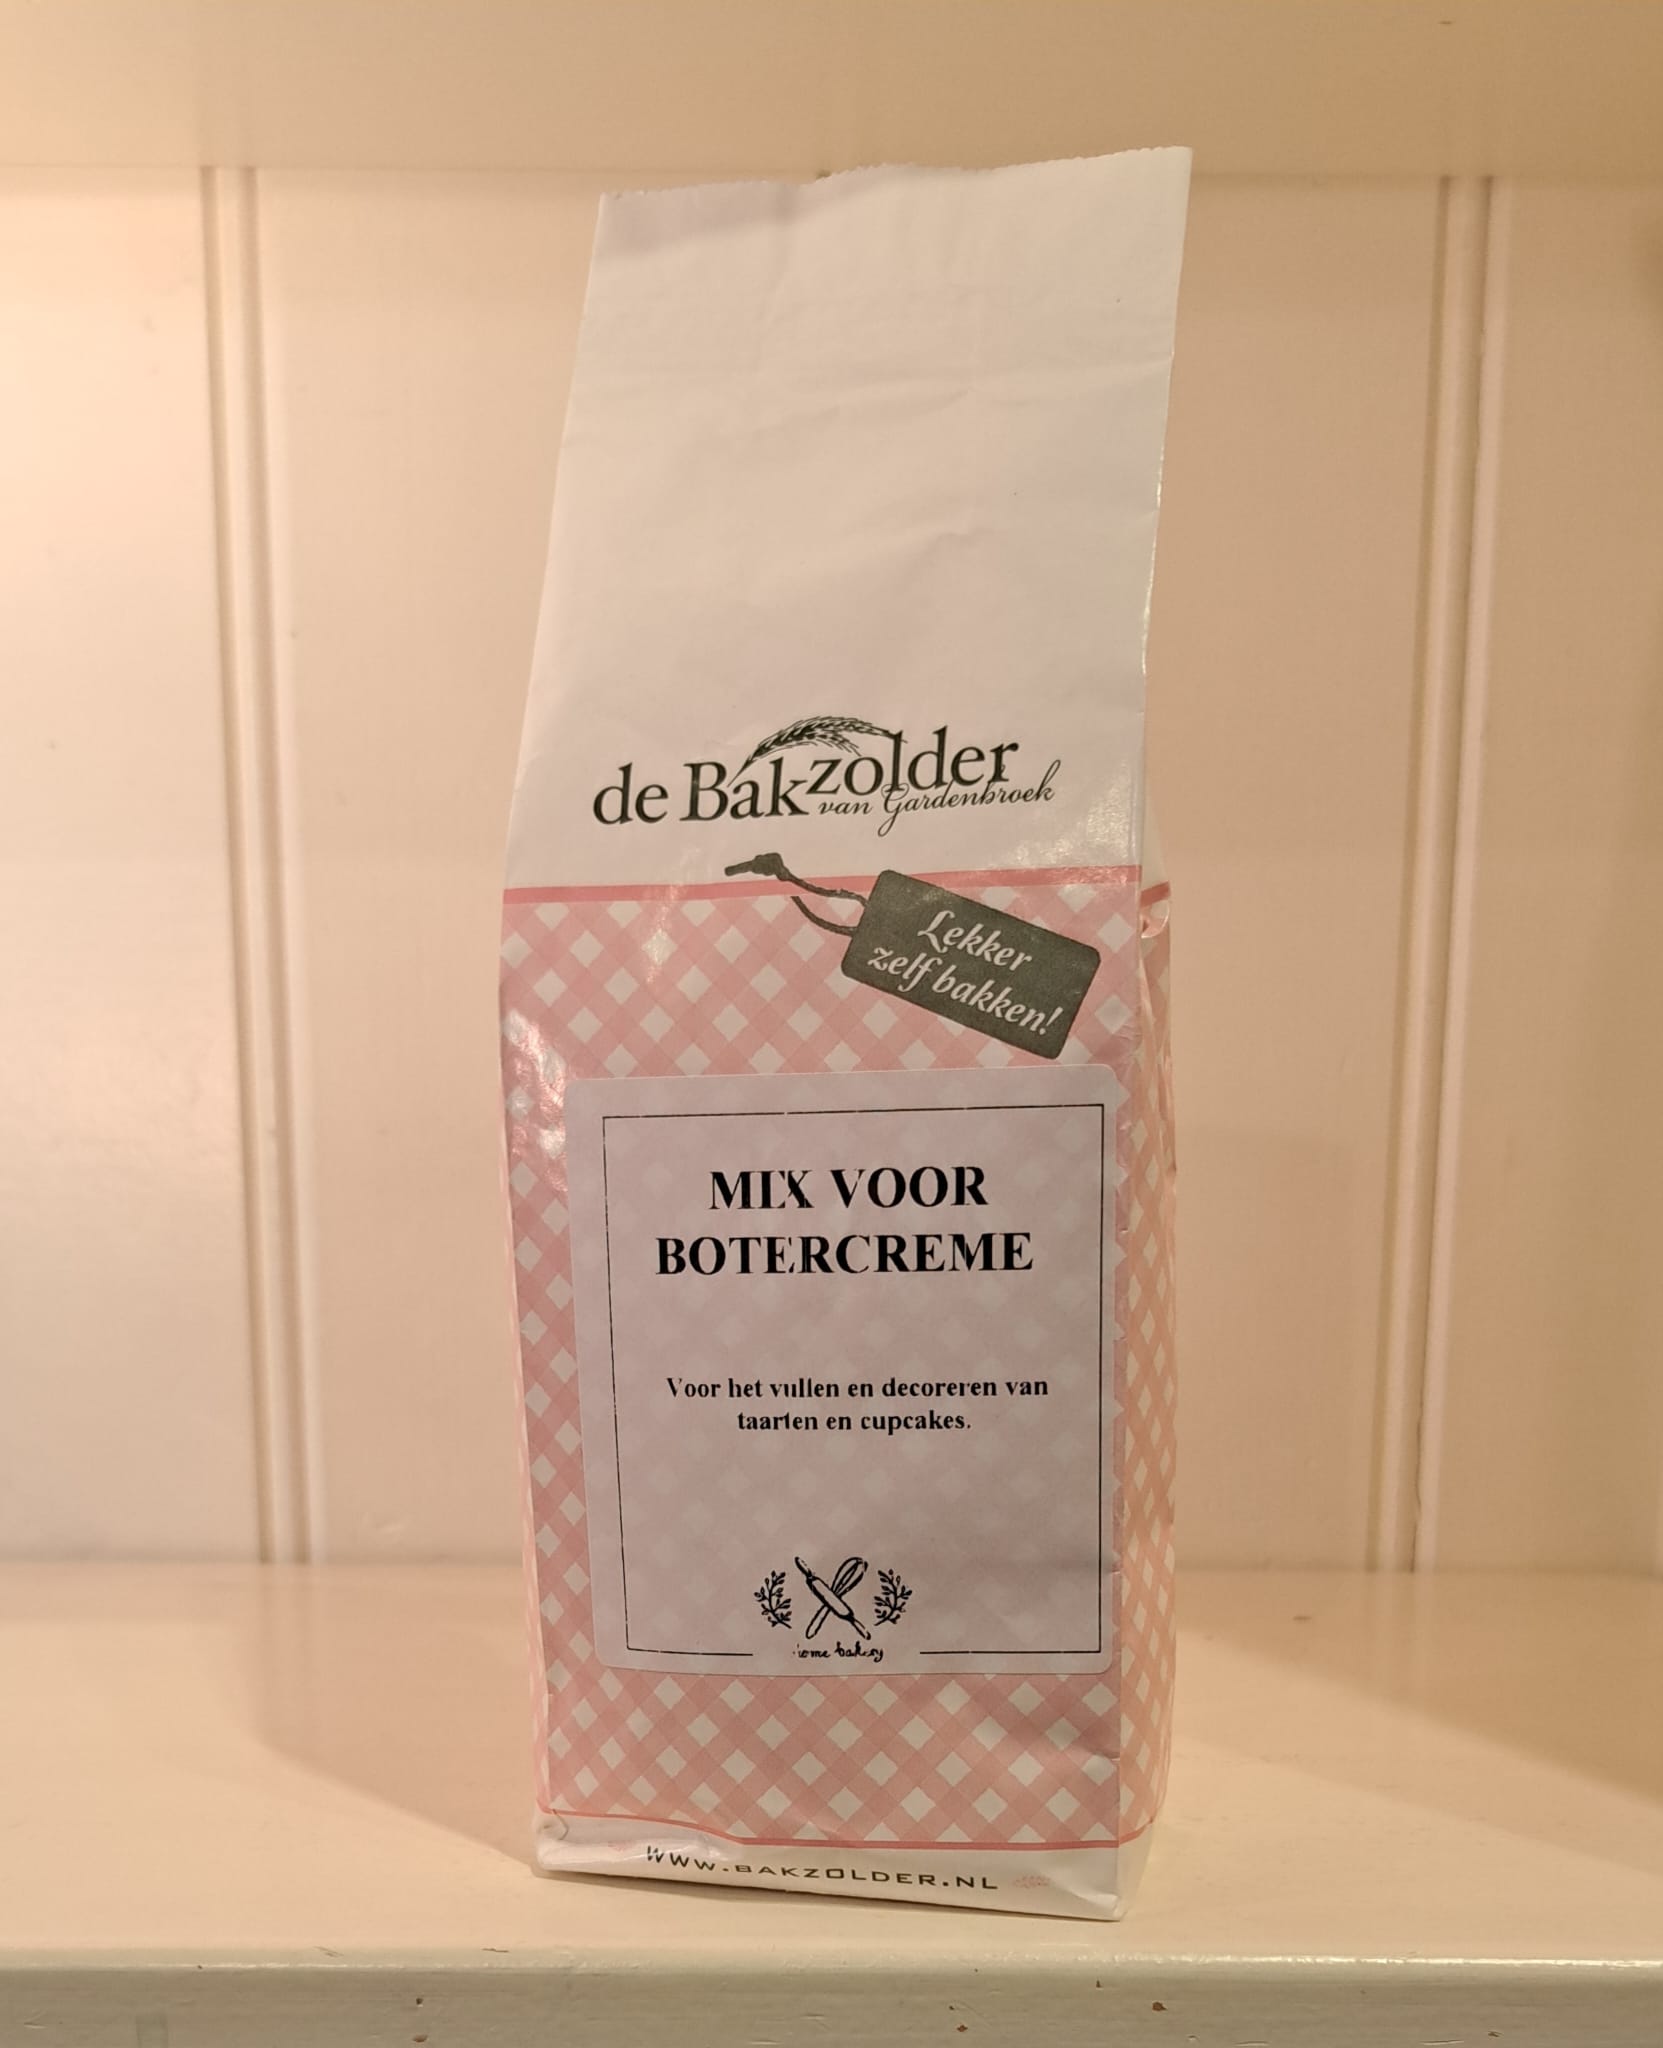 de Bakzolder
van Gardenbroek
Lekker
zelf bakken!
MIX VOOR
BOTERCREME
Voor het vullen en decoreren van
taarten en cupcakes.
home bakery
WWW.BAKZOLDER.NL